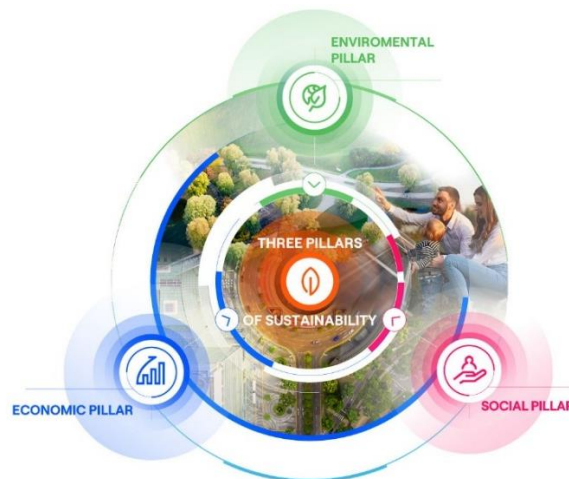 ENVIROMENTAL
PILLAR
THREE PILLARS
OF SUSTAINABILITY
ECONOMIC PILLAR
SOCIAL PILLAR